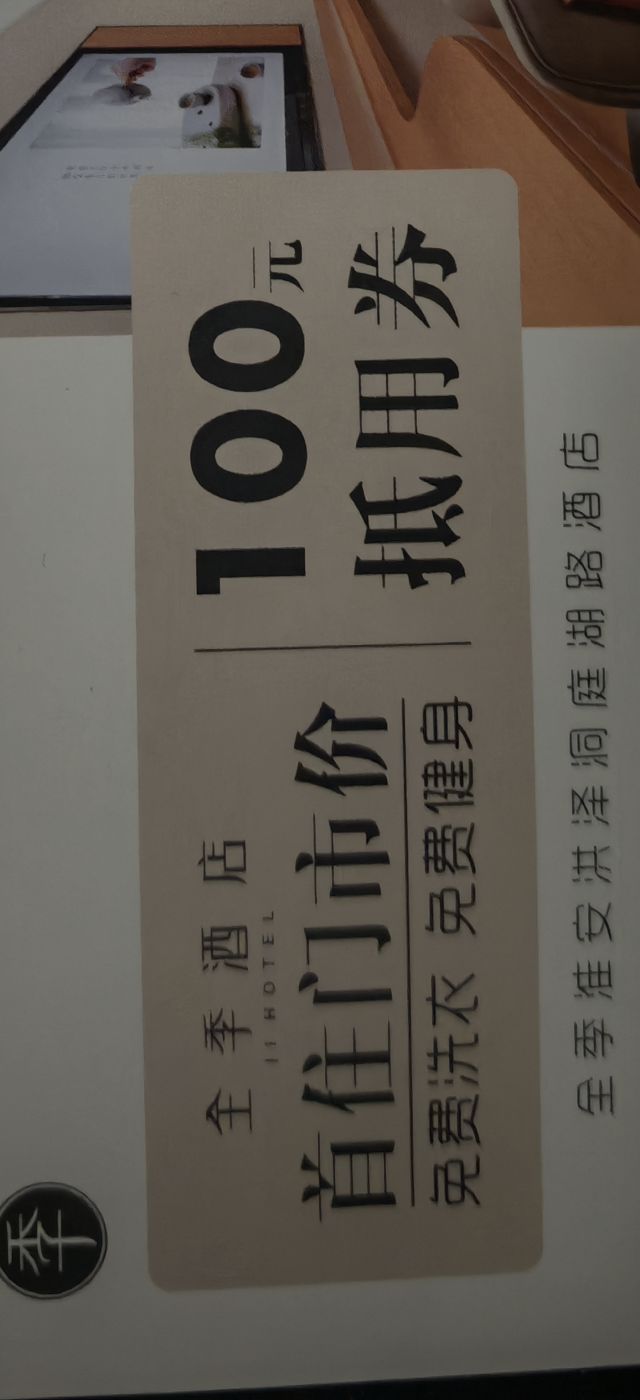 季
全季酒店
JI HOTEL
首住门市价
免费洗衣 免费健身
100元
抵用券
全季淮安洪泽洞庭湖路酒店